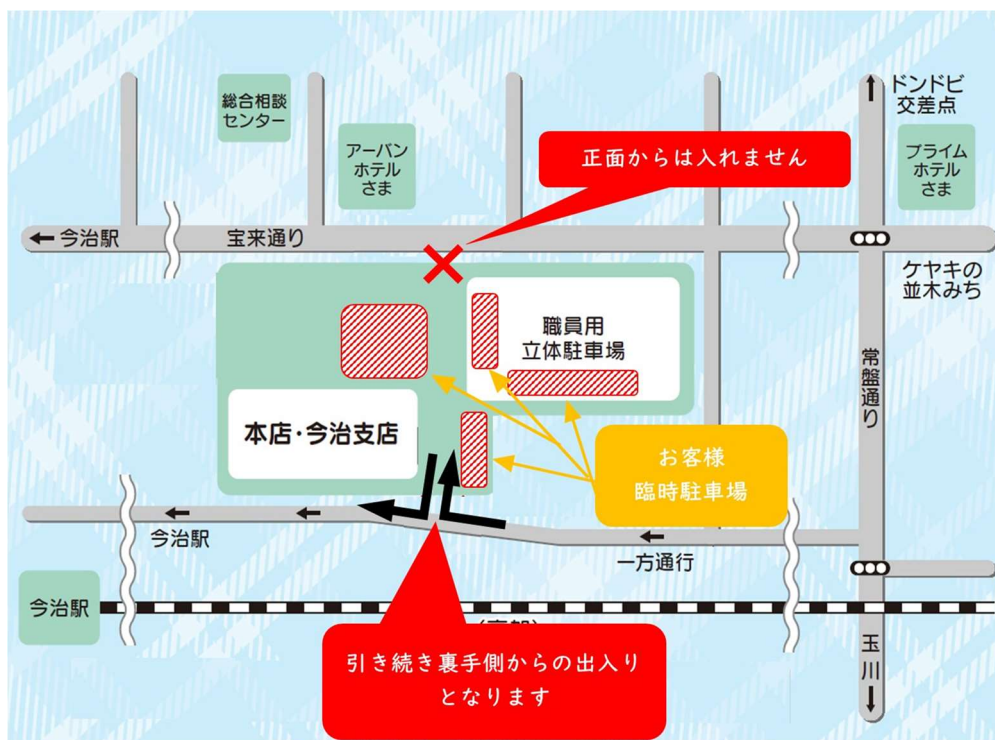 総合相談
センター
アーバン
ホテル
さま
正面からは入れません
ドンドビ
交差点
プライム
ホテル
さま
今治駅
宝来通り
ケヤキの
並木みち
職員用
立体駐車場
常盤通り
本店・今治支店
お客様
臨時駐車場
今治駅
一方通行
今治駅
引き続き裏手側からの出入り
となります
玉川